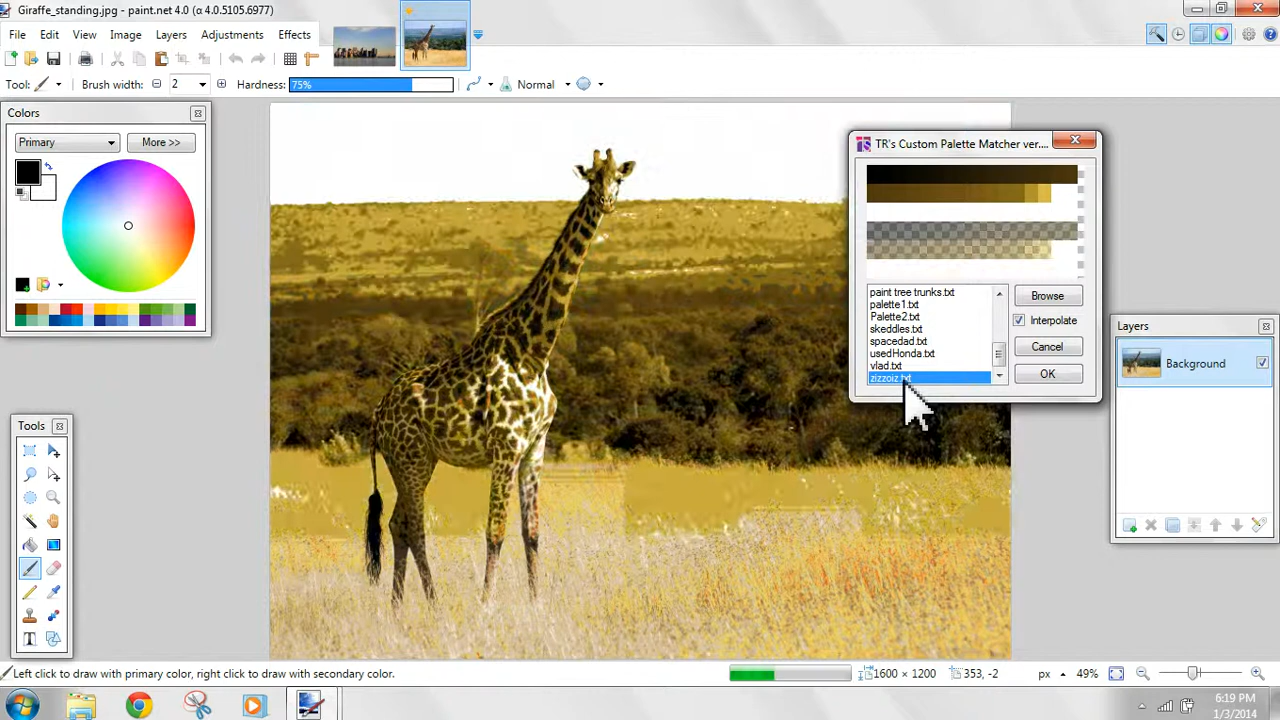 Giraffe_standing.jpg - paint.net 4.0 (α 4.0.5105.6977)
File Edit View Image Layers Adjustments Effects
Tool: Brush width: 2 Hardness: 75% Normal
Colors
Primary More >>
TR's Custom Palette Matcher ver....
paint tree trunks.txt
palette1.txt
Palette2.txt
skeddles.txt
spacedad.txt
usedHonda.txt
vlad.txt
zizzoiz.txt
Browse
Interpolate
Cancel
OK
Layers
Background
Tools
Left click to draw with primary color, right click to draw with secondary color.
1600 × 1200 353, -2 px 49%
6:19 PM
1/3/2014